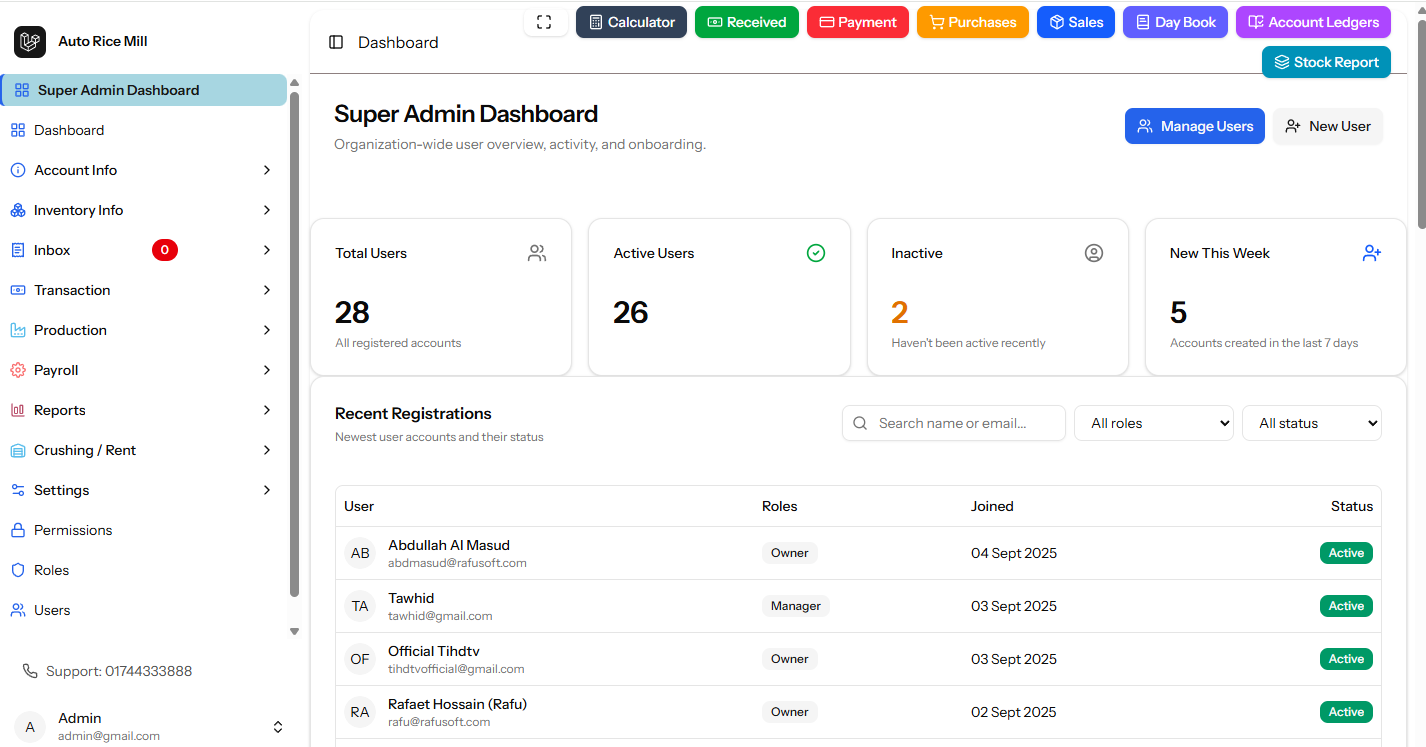 Auto Rice Mill
Super Admin Dashboard
Dashboard
Account Info
Inventory Info
Inbox 0
Transaction
Production
Payroll
Reports
Crushing / Rent
Settings
Permissions
Roles
Users
Support: 01744333888
A Admin
admin@gmail.com
Dashboard
Calculator Received Payment Purchases Sales Day Book Account Ledgers
Stock Report
Super Admin Dashboard
Organization-wide user overview, activity, and onboarding.
Manage Users New User
Total Users
28
All registered accounts
Active Users
26
Inactive
2
Haven't been active recently
New This Week
5
Accounts created in the last 7 days
Recent Registrations
Newest user accounts and their status
Search name or email... All roles All status
User Roles Joined Status
AB Abdullah Al Masud Owner 04 Sept 2025 Active
abdmasud@rafusoft.com
TA Tawhid Manager 03 Sept 2025 Active
tawhid@gmail.com
OF Official Tihdtv Owner 03 Sept 2025 Active
tihdtvofficial@gmail.com
RA Rafaet Hossain (Rafu) Owner 02 Sept 2025 Active
rafu@rafusoft.com